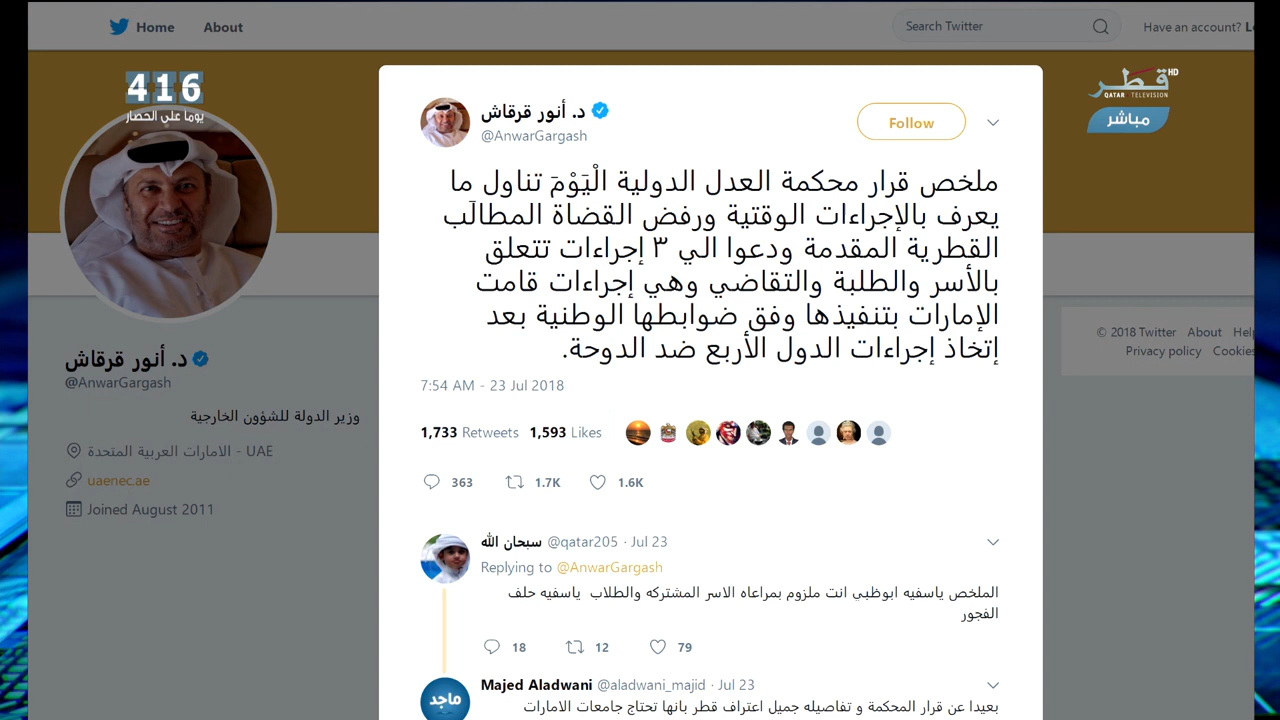 Home
About
Search Twitter
Have an account?
416
يوما على الحصار
قطر HD
QATAR TELEVISION
مباشر
د. أنور قرقاش
@AnwarGargash
Follow
ملخص قرار محكمة العدل الدولية الْيَوْمَ تناول ما
يعرف بالإجراءات الوقتية ورفض القضاة المطالَب
القطرية المقدمة ودعوا الي ٣ إجراءات تتعلق
بالأسر والطلبة والتقاضي وهي إجراءات قامت
الإمارات بتنفيذها وفق ضوابطها الوطنية بعد
إتخاذ إجراءات الدول الأربع ضد الدوحة.
7:54 AM - 23 Jul 2018
1,733 Retweets 1,593 Likes
363 1.7K 1.6K
د. أنور قرقاش
@AnwarGargash
وزير الدولة للشؤون الخارجية
الامارات العربية المتحدة - UAE
uaenec.ae
Joined August 2011
© 2018 Twitter About
Privacy policy Cookies
سبحان الله @qatar205 · Jul 23
Replying to @AnwarGargash
الملخص ياسفيه ابوظبي انت ملزوم بمراعاه الاسر المشتركه والطلاب ياسفيه حلف
الفجور
18 12 79
ماجد
Majed Aladwani @aladwani_majid · Jul 23
بعيدا عن قرار المحكمة و تفاصيله جميل اعتراف قطر بانها تحتاج جامعات الامارات